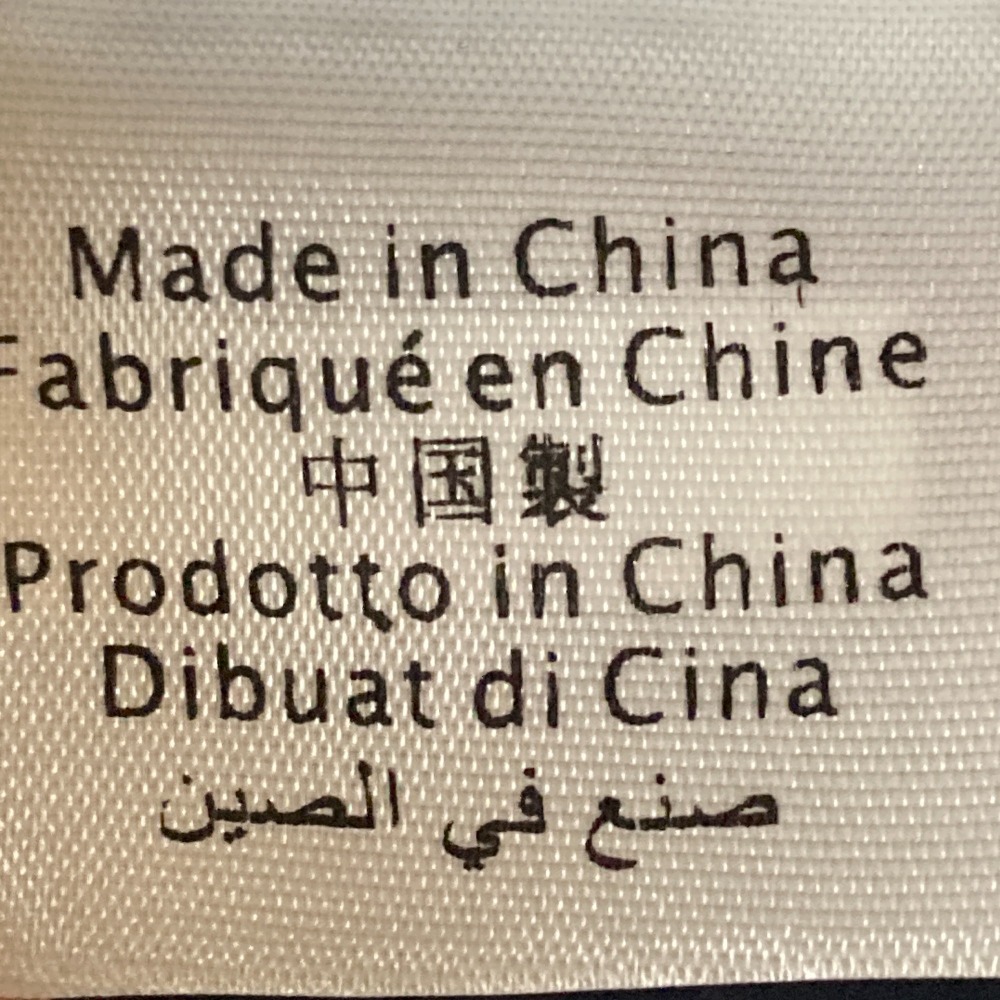 Made in China
Fabriqué en Chine
中国製
Prodotto in China
Dibuat di Cina
صنع في الصين